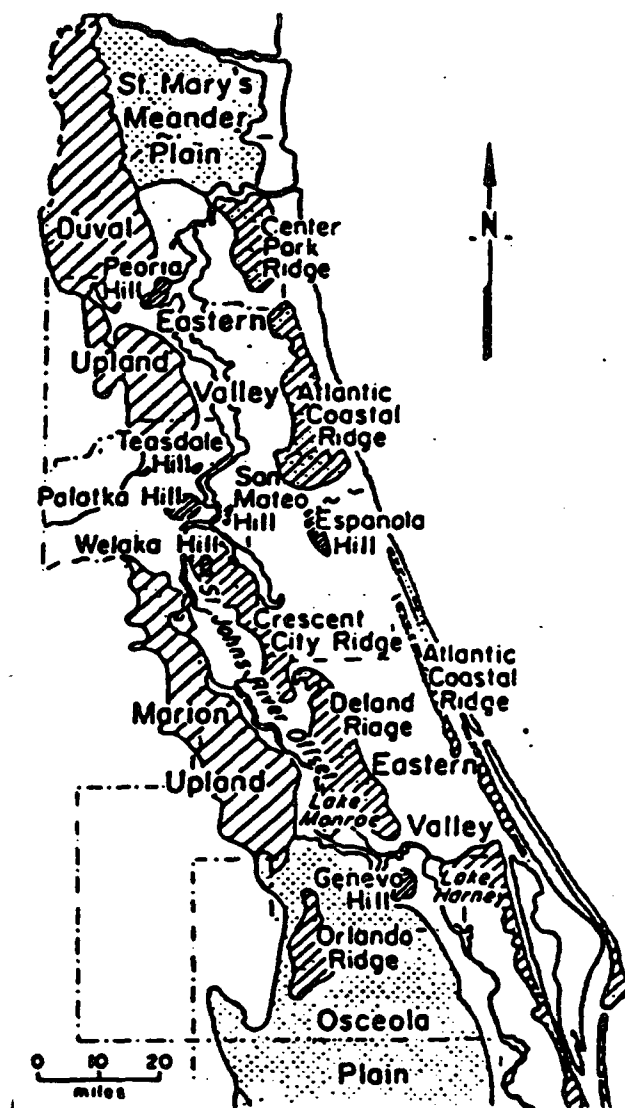 St. Mary's
Meander
Plain
N
Duval
Center
Park
Ridge
Peoria
Hill
Eastern
Upland
Valley
Atlantic
Coastal
Ridge
Teasdale
Hill
San
Mateo
Hill
Palatka Hill
Espanola
Hill
Welaka Hill
St. Johns River Offset
Crescent
City Ridge
Atlantic
Coastal
Ridge
Marion
Upland
Deland
Riage
Eastern
Valley
Lake
Monroe
Geneva
Hill
Lake
Harney
Orlando
Ridge
Osceola
Plain
0 10 20
miles